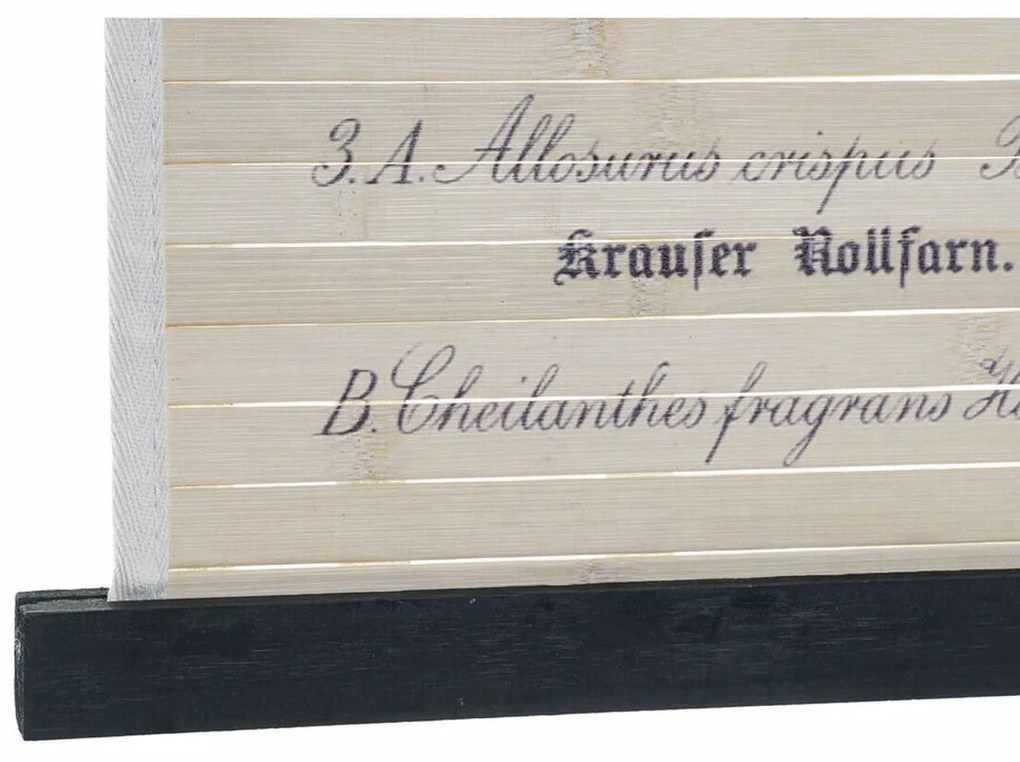 3. A. Allosurus crispus
Krauſer Rollfarn.
B. Cheilanthes fragrans